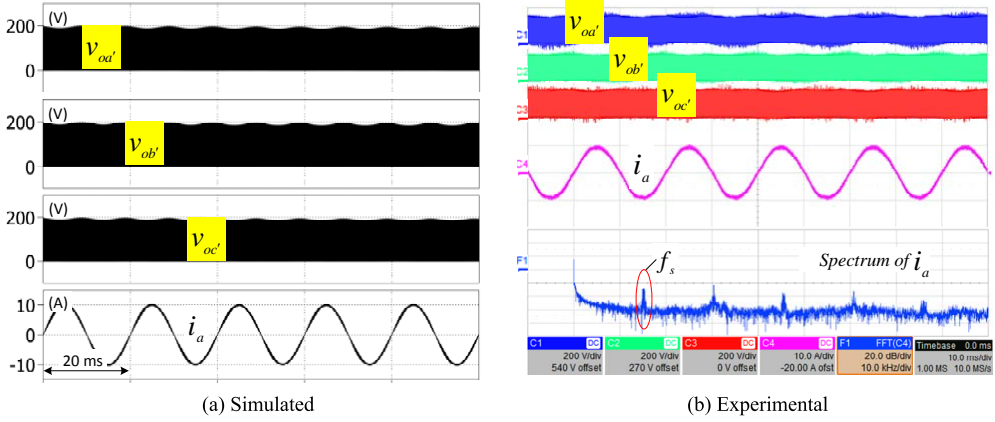 (V)
200
0
v_oa'
(V)
200
0
v_ob'
(V)
200
0
v_oc'
(A)
10
0
-10
i_a
20 ms
(a) Simulated
C1
v_oa'
v_ob'
C3
v_oc'
C4
i_a
F1
f_s
Spectrum of i_a
C1 DC
200 V/div
540 V offset
C2 DC
200 V/div
270 V offset
C3 DC
200 V/div
0 V offset
C4 DC
10.0 A/div
-20.00 A ofst
F1 FFT(C4)
20.0 dB/div
10.0 kHz/div
Timebase 0.0 ms
10.0 ms/div
1.00 MS 10.0 MS/s
(b) Experimental